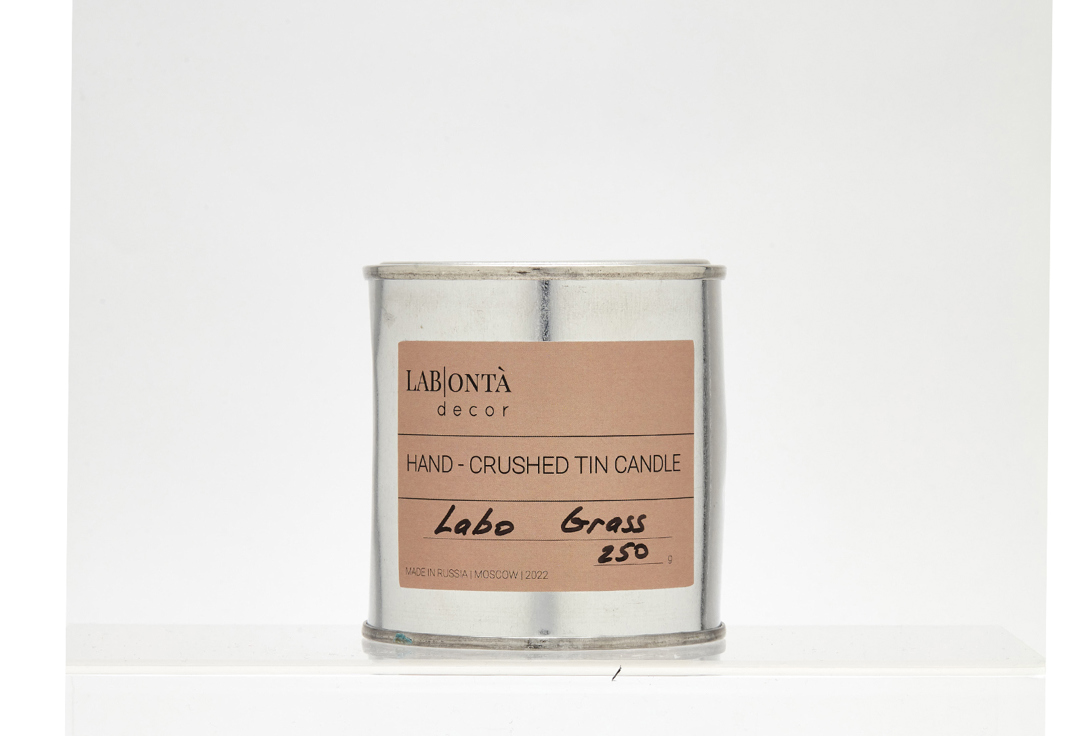 LAB|ONTÀ
decor
HAND - CRUSHED TIN CANDLE
Labo Grass
250 g
MADE IN RUSSIA | MOSCOW | 2022